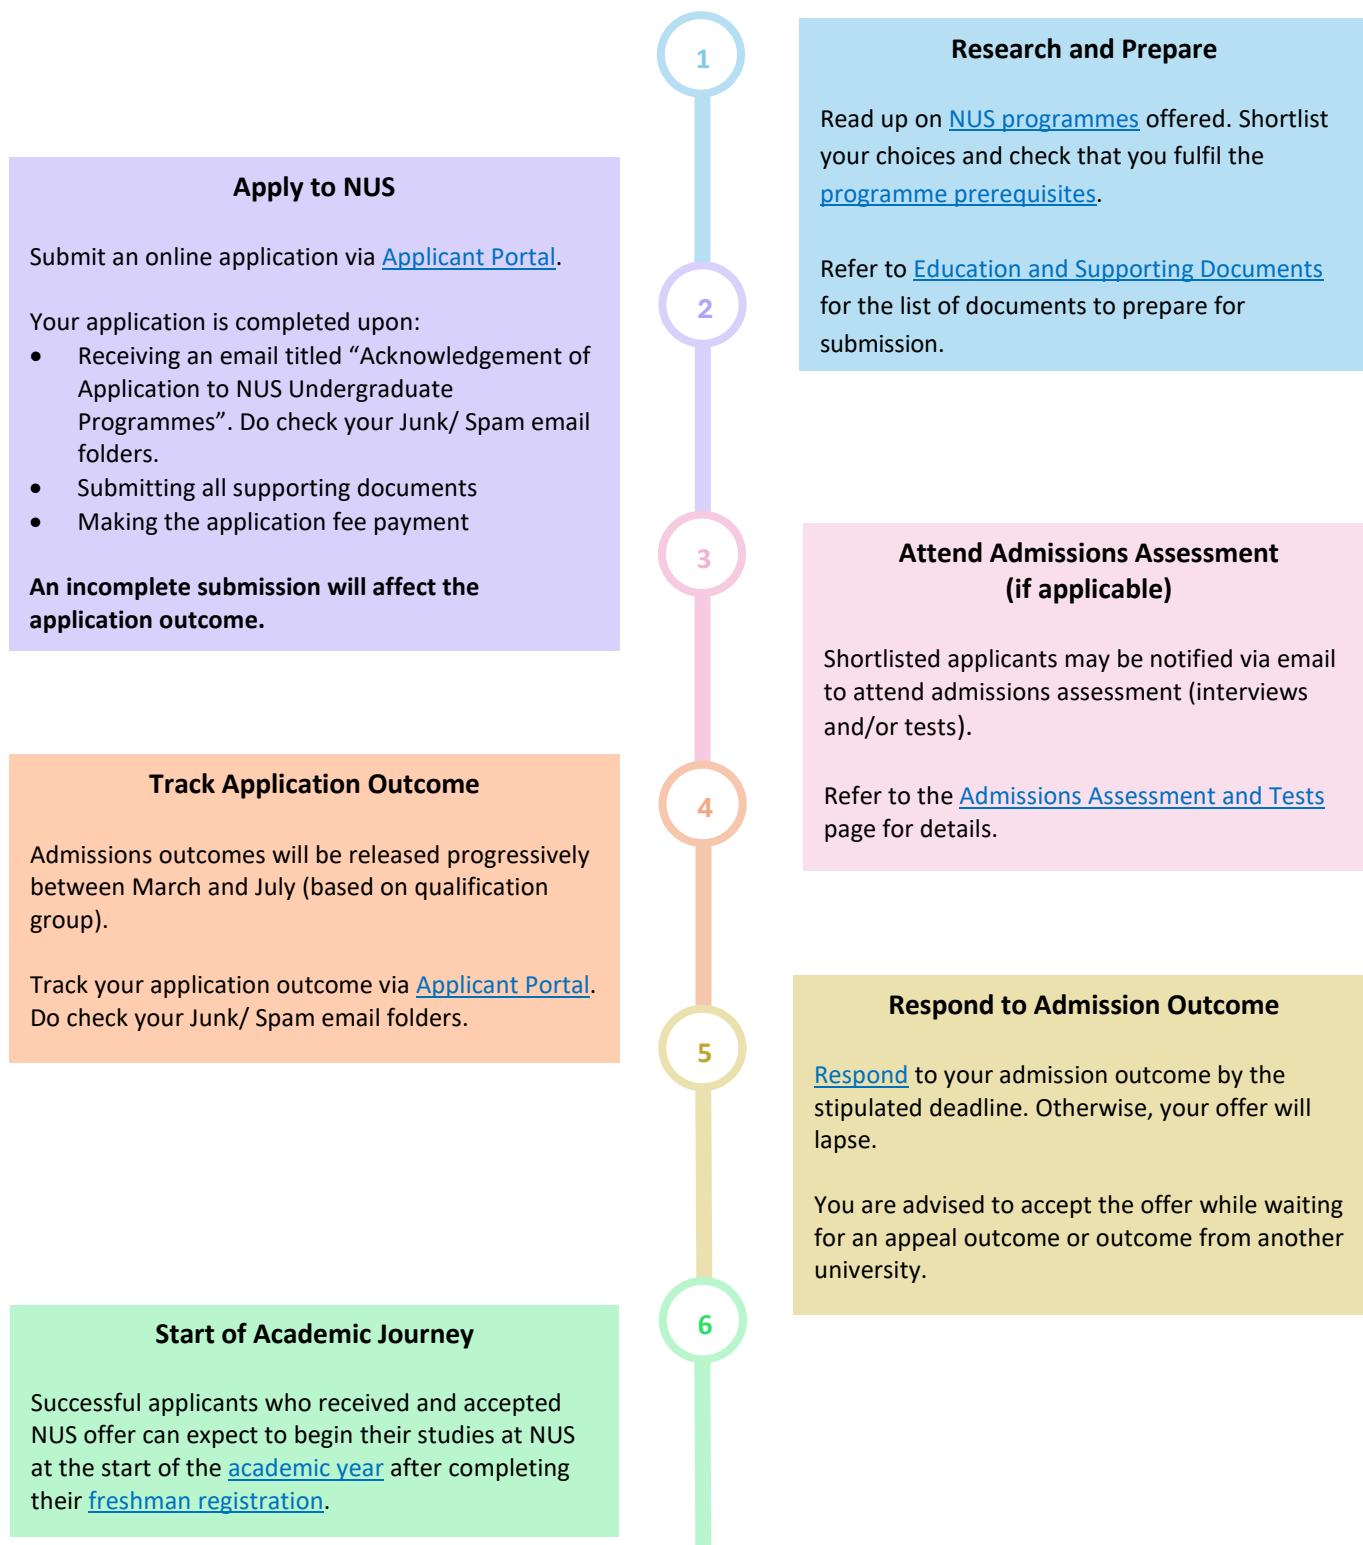 1
Research and Prepare
Read up on NUS programmes offered. Shortlist
your choices and check that you fulfil the
programme prerequisites.
Refer to Education and Supporting Documents
for the list of documents to prepare for
submission.
2
Apply to NUS
Submit an online application via Applicant Portal.
Your application is completed upon:
• Receiving an email titled “Acknowledgement of
Application to NUS Undergraduate
Programmes”. Do check your Junk/ Spam email
folders.
• Submitting all supporting documents
• Making the application fee payment
An incomplete submission will affect the
application outcome.
3
Attend Admissions Assessment
(if applicable)
Shortlisted applicants may be notified via email
to attend admissions assessment (interviews
and/or tests).
Refer to the Admissions Assessment and Tests
page for details.
4
Track Application Outcome
Admissions outcomes will be released progressively
between March and July (based on qualification
group).
Track your application outcome via Applicant Portal.
Do check your Junk/ Spam email folders.
5
Respond to Admission Outcome
Respond to your admission outcome by the
stipulated deadline. Otherwise, your offer will
lapse.
You are advised to accept the offer while waiting
for an appeal outcome or outcome from another
university.
6
Start of Academic Journey
Successful applicants who received and accepted
NUS offer can expect to begin their studies at NUS
at the start of the academic year after completing
their freshman registration.